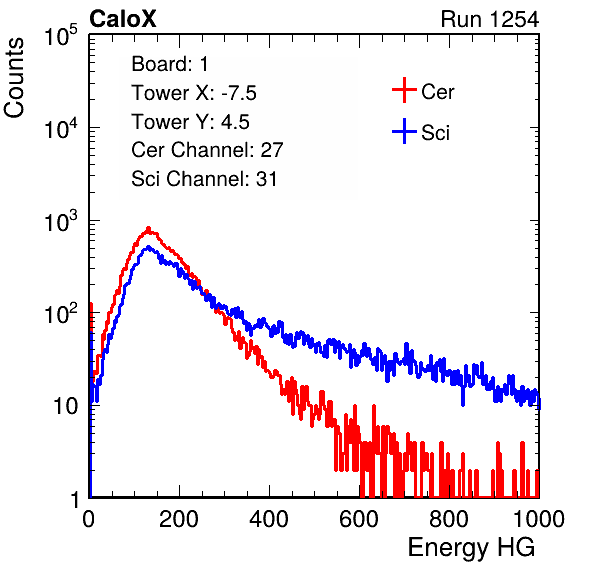 CaloX
Run 1254
Counts
Board: 1
Tower X: -7.5
Tower Y: 4.5
Cer Channel: 27
Sci Channel: 31
Cer
Sci
10^5
10^4
10^3
10^2
10
1
0 200 400 600 800 1000
Energy HG